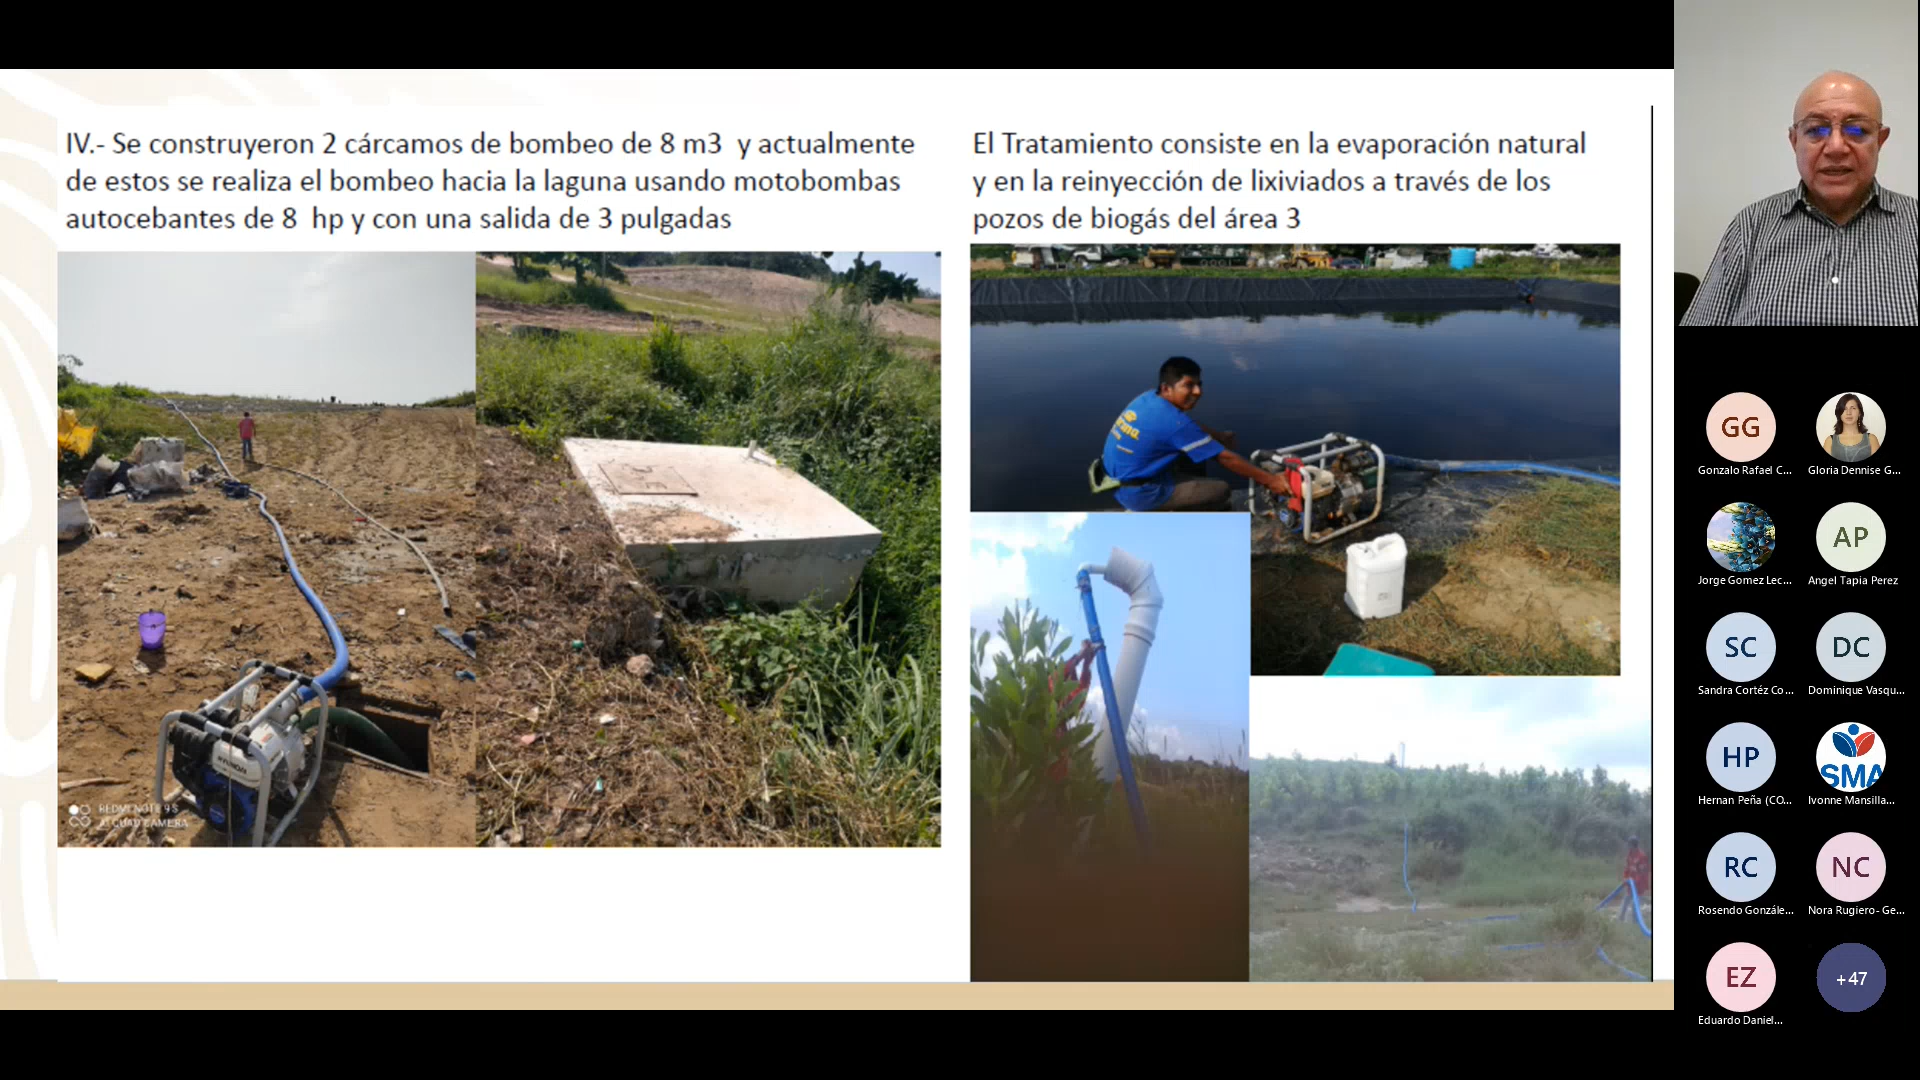 IV.- Se construyeron 2 cárcamos de bombeo de 8 m3 y actualmente
de estos se realiza el bombeo hacia la laguna usando motobombas
autocebantes de 8 hp y con una salida de 3 pulgadas
El Tratamiento consiste en la evaporación natural
y en la reinyección de lixiviados a través de los
pozos de biogás del área 3
REDMI NOTE 9S
AI QUAD CAMERA
GG
Gonzalo Rafael C...
Gloria Dennise G...
Jorge Gomez Lec...
AP
Angel Tapia Perez
SC
Sandra Cortéz Co...
DC
Dominique Vasqu...
HP
Hernan Peña (CO...
SMA
Ivonne Mansilla...
RC
Rosendo Gonzále...
NC
Nora Rugiero- Ge...
EZ
Eduardo Daniel...
+47